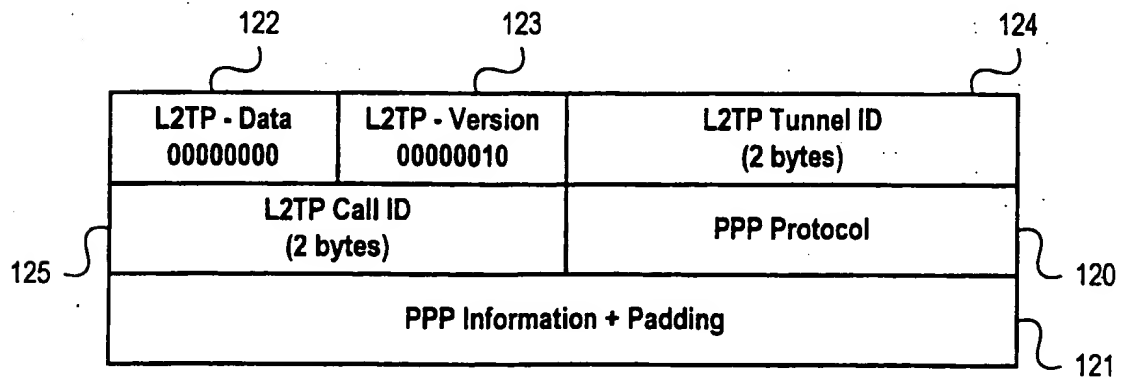 122
123
124
L2TP - Data
00000000
L2TP - Version
00000010
L2TP Tunnel ID
(2 bytes)
L2TP Call ID
(2 bytes)
PPP Protocol
125
120
PPP Information + Padding
121